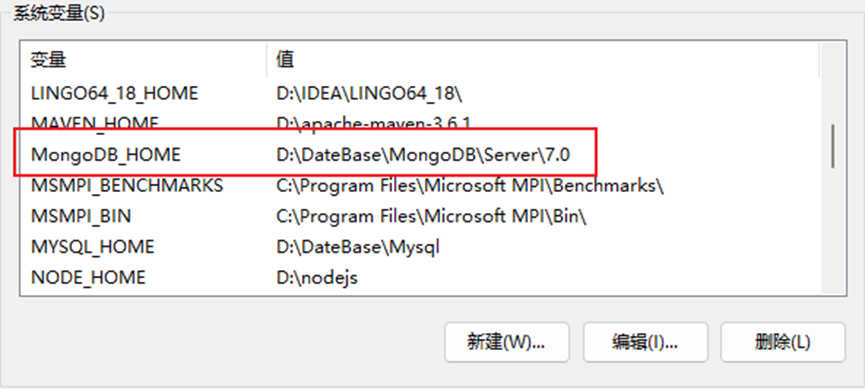 系统变量(S)
变量 值
LINGO64_18_HOME D:\IDEA\LINGO64_18\
MAVEN_HOME D:\apache-maven-3.6.1
MongoDB_HOME D:\DateBase\MongoDB\Server\7.0
MSMPI_BENCHMARKS C:\Program Files\Microsoft MPI\Benchmarks\
MSMPI_BIN C:\Program Files\Microsoft MPI\Bin\
MYSQL_HOME D:\DateBase\Mysql
NODE_HOME D:\nodejs
新建(W)... 编辑(I)... 删除(L)